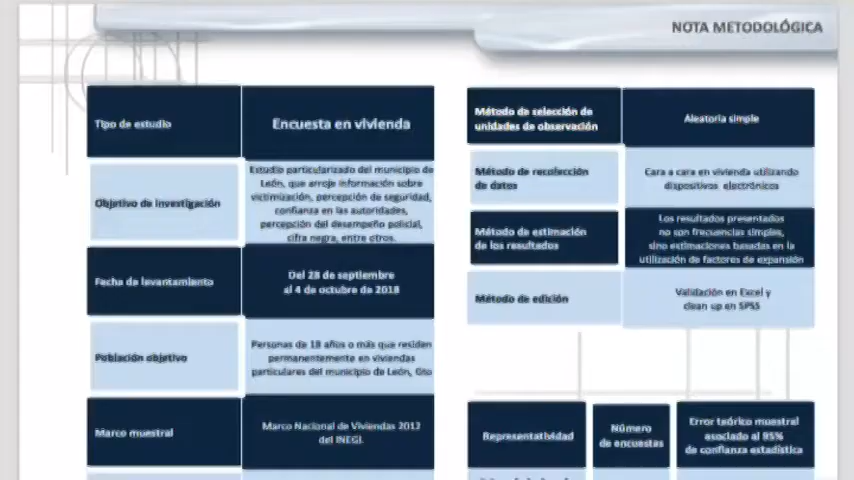 NOTA METODOLÓGICA
Tipo de estudio
Encuesta en vivienda
Objetivo de investigación
Estudio particularizado del municipio de
León, que arroje información sobre
victimización, percepción de seguridad,
confianza en las autoridades,
percepción del desempeño policial,
cifra negra, entre otros.
Fecha de levantamiento
Del 28 de septiembre
al 4 de octubre de 2018
Población objetivo
Personas de 18 años o más que residen
permanentemente en viviendas
particulares del municipio de León, Gto
Marco muestral
Marco Nacional de Viviendas 2012
del INEGI.
Método de selección de
unidades de observación
Aleatoria simple
Método de recolección
de datos
Cara a cara en vivienda utilizando
dispositivos electrónicos
Método de estimación
de los resultados
Los resultados presentados
no son frecuencias simples,
sino estimaciones basadas en la
utilización de factores de expansión
Método de edición
Validación en Excel y
clean up en SPSS
Representatividad
Número
de encuestas
Error teórico muestral
asociado al 95%
de confianza estadística